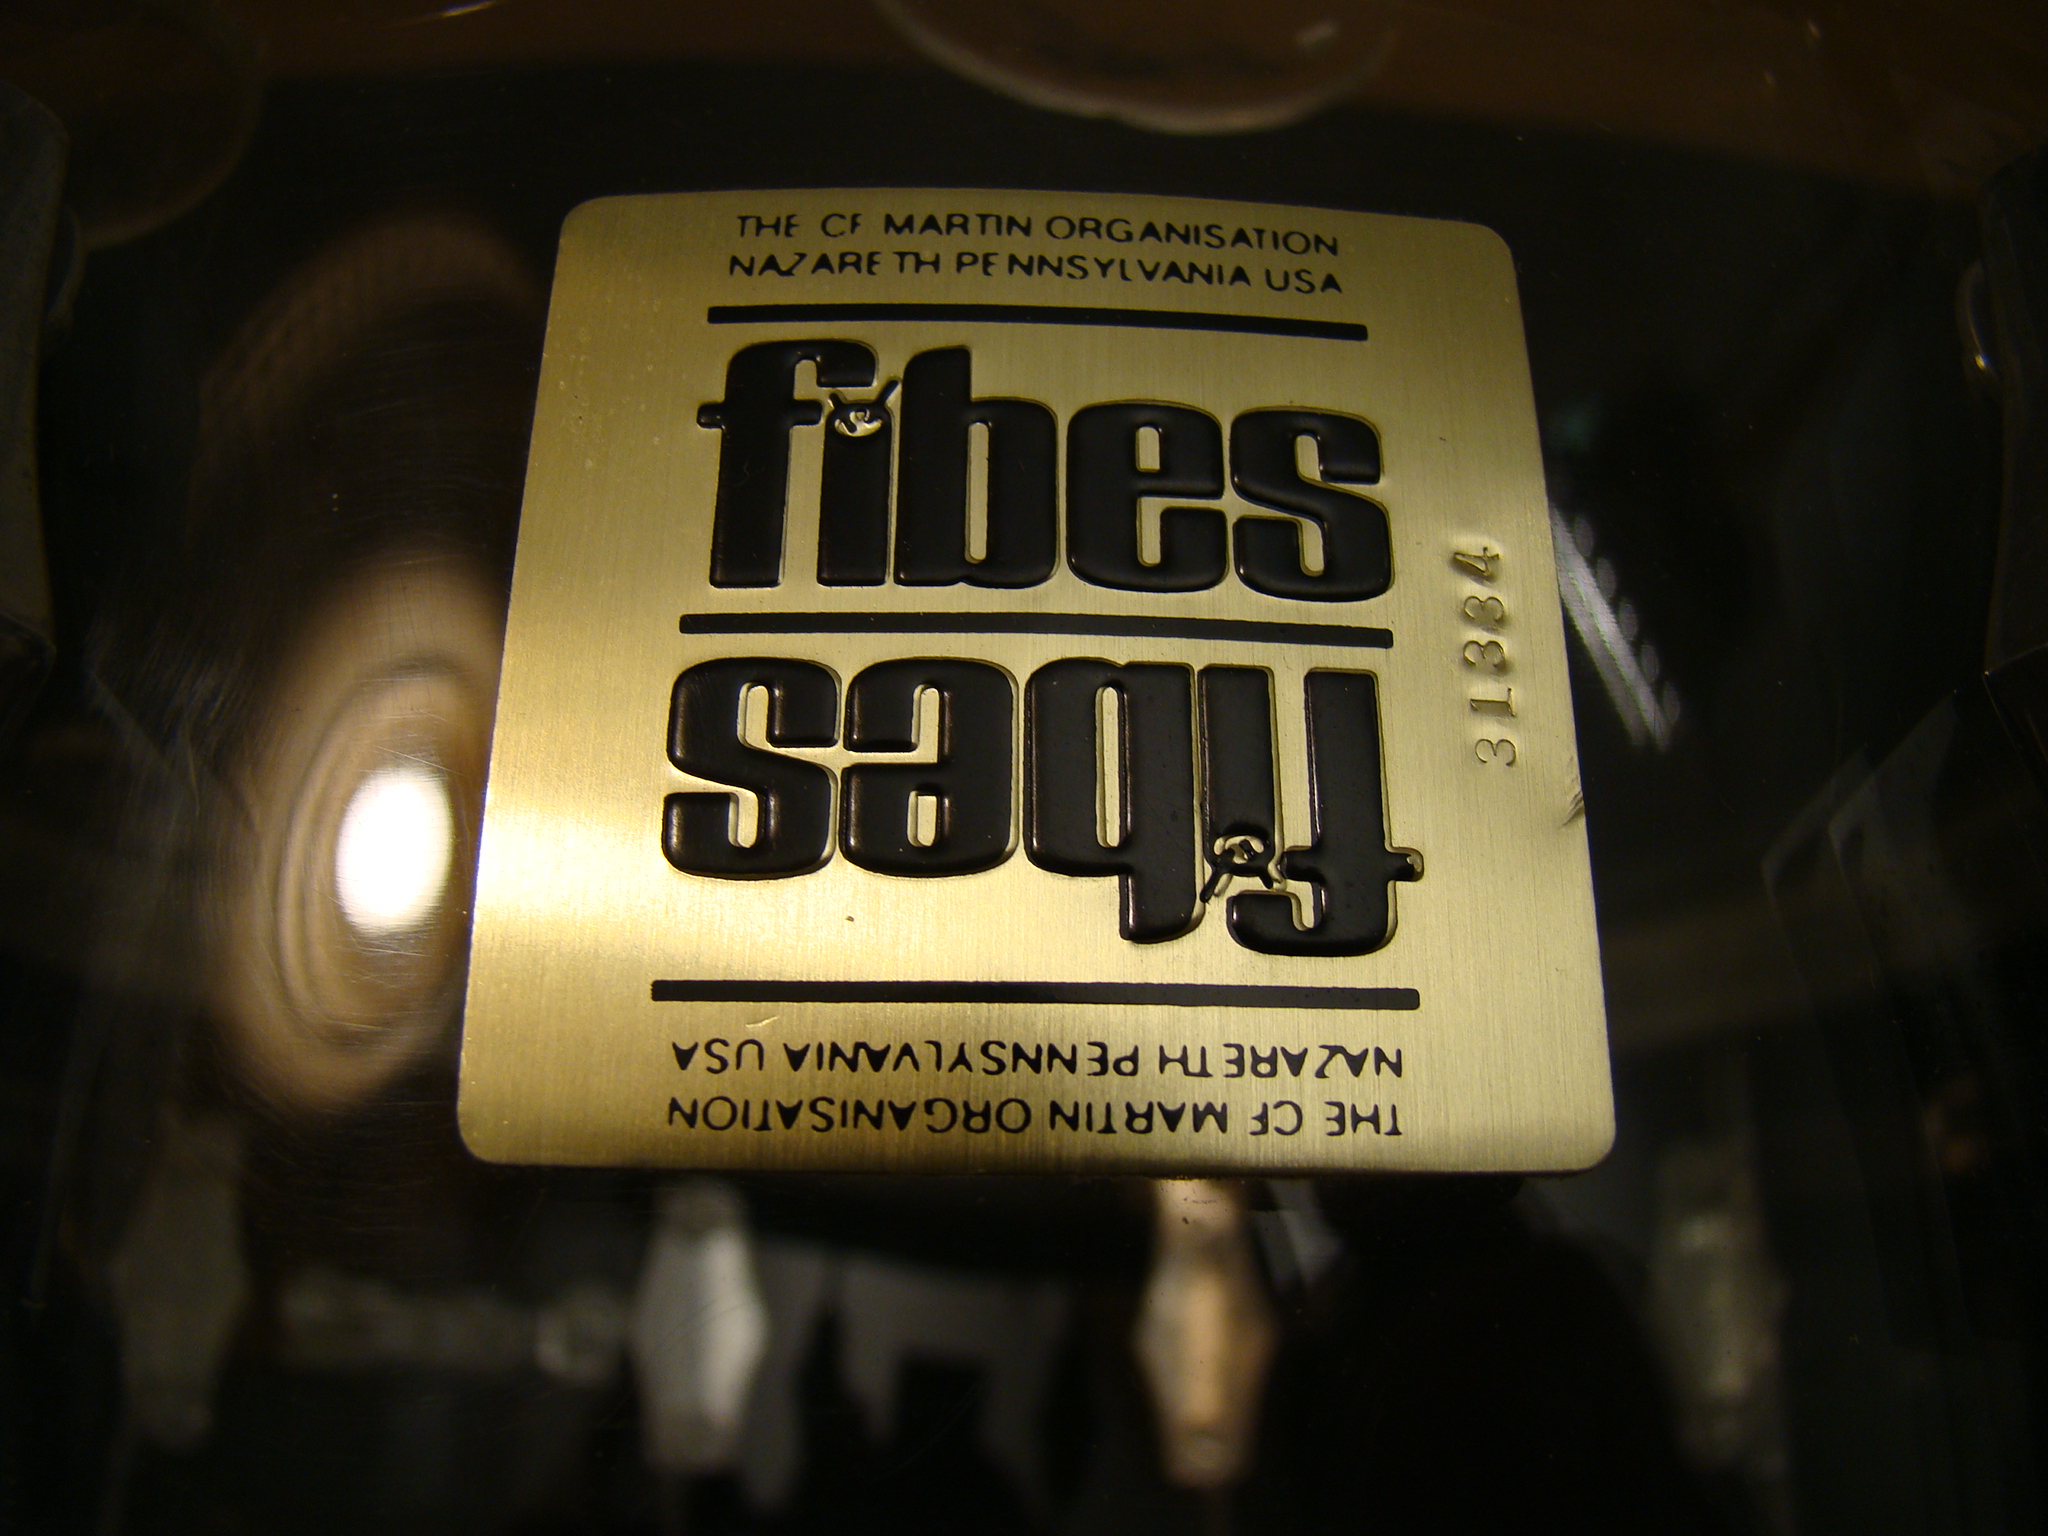 THE CF MARTIN ORGANISATION
NAZARETH PENNSYLVANIA USA
fibes
31334
fibes
NAZARETH PENNSYLVANIA USA
THE CF MARTIN ORGANISATION